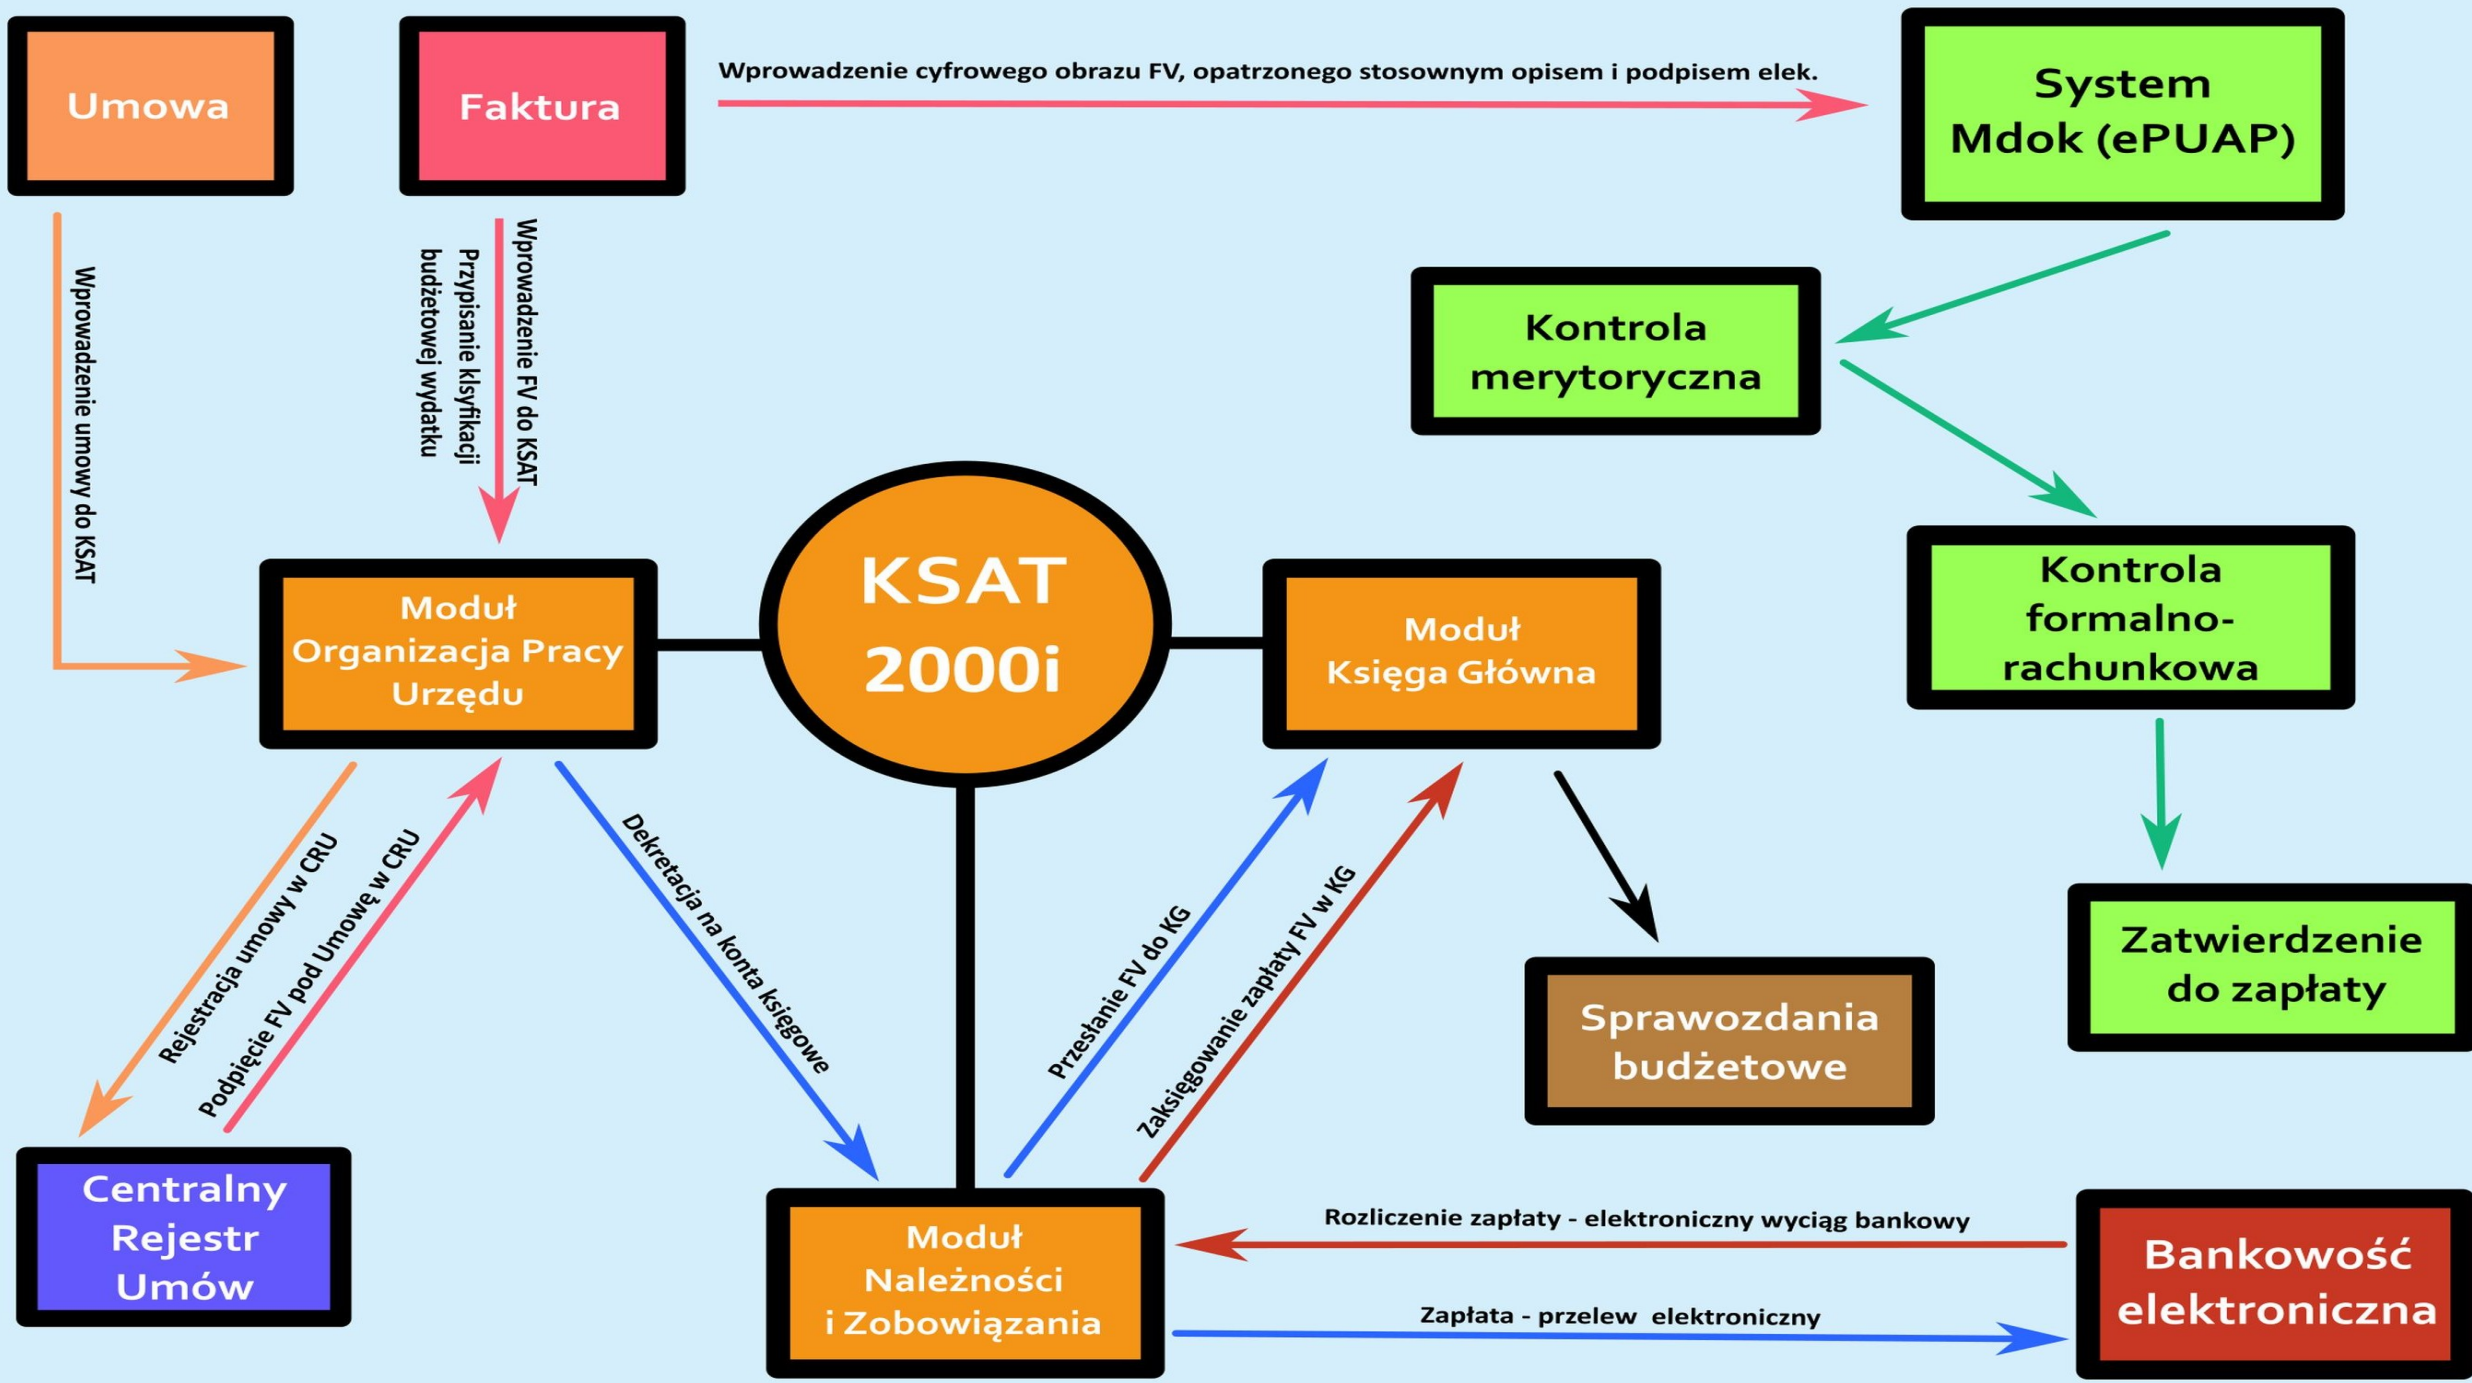 Umowa
Faktura
Wprowadzenie cyfrowego obrazu FV, opatrzonego stosownym opisem i podpisem elek.
System
Mdok (ePUAP)
Wprowadzenie umowy do KSAT
Wprowadzenie FV do KSAT
Przypisanie klsyfikacji
budżetowej wydatku
Kontrola
merytoryczna
KSAT
2000i
Moduł
Organizacja Pracy
Urzędu
Moduł
Księga Główna
Kontrola
formalno-
rachunkowa
Rejestracja umowy w CRU
Podpięcie FV pod Umowę w CRU
Dekretacja na konta księgowe
Przesłanie FV do KG
Zaksięgowanie zapłaty FV w KG
Sprawozdania
budżetowe
Zatwierdzenie
do zapłaty
Centralny
Rejestr
Umów
Moduł
Należności
i Zobowiązania
Rozliczenie zapłaty - elektroniczny wyciąg bankowy
Zapłata - przelew  elektroniczny
Bankowość
elektroniczna